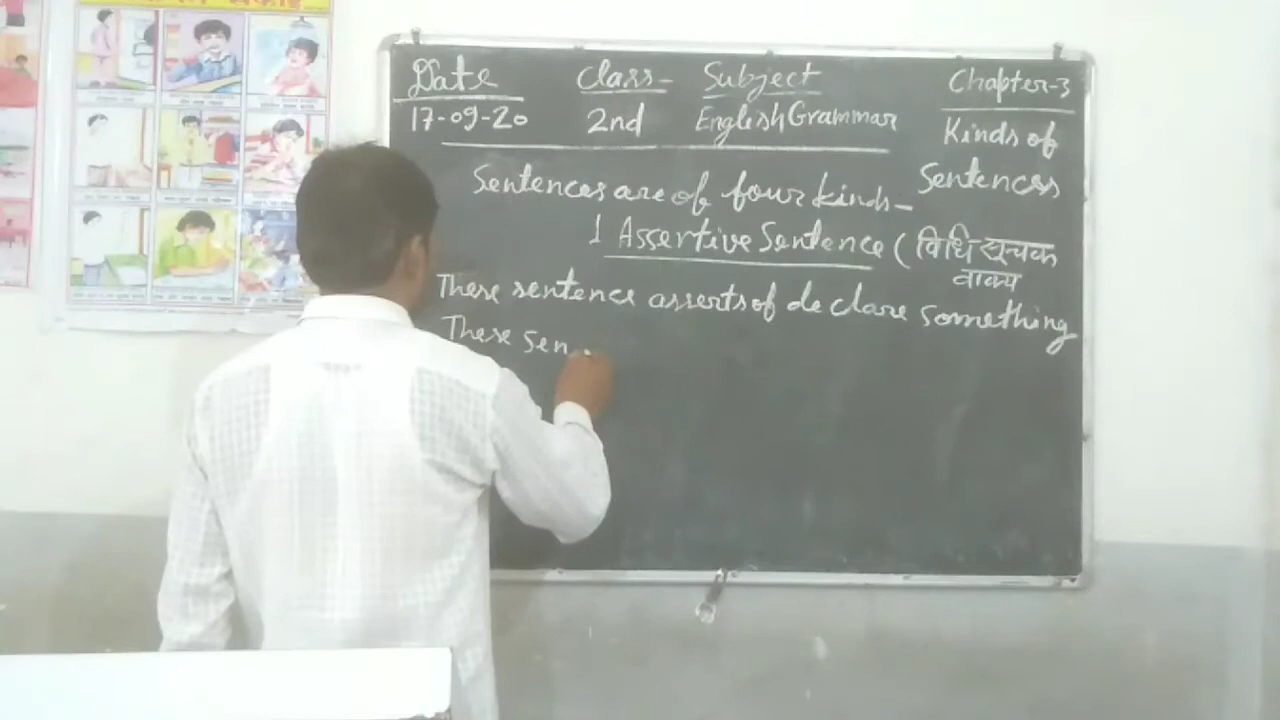 Date Class- Subject Chapter-3
17-09-20 2nd English Grammar Kinds of
Sentences
Sentences are of four kinds-
1 Assertive Sentence (विधि सूचक
वाक्य
These sentence asserts of declare something
These Sen